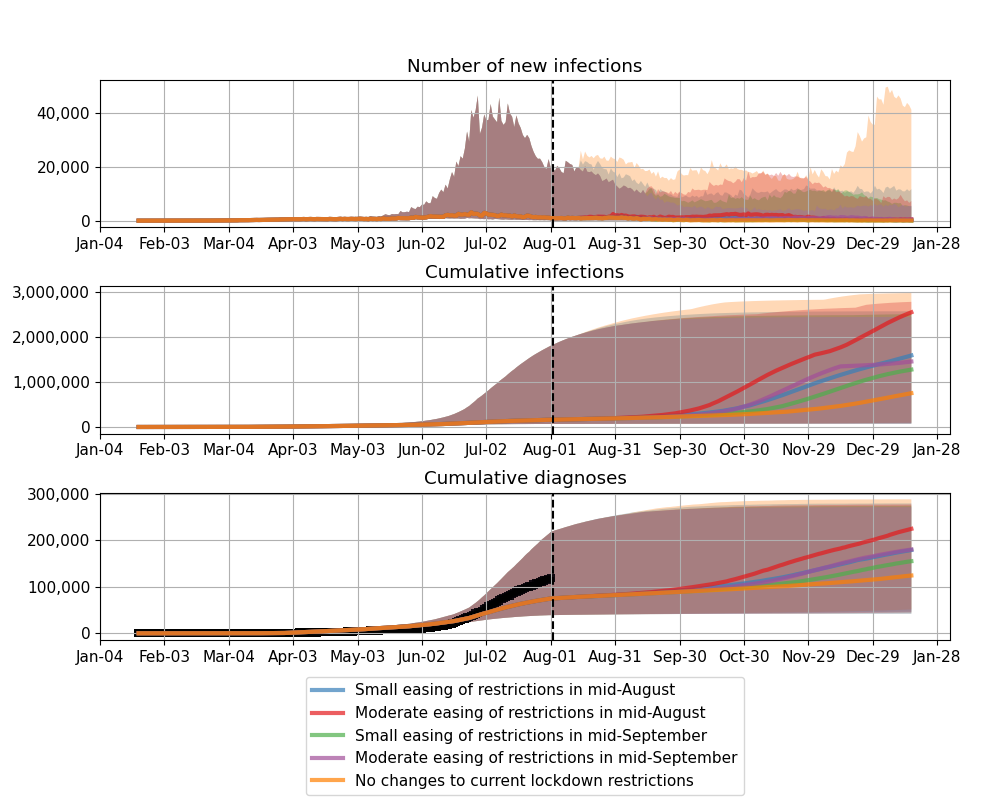 Number of new infections
40,000
20,000
0
Jan-04 Feb-03 Mar-04 Apr-03 May-03 Jun-02 Jul-02 Aug-01 Aug-31 Sep-30 Oct-30 Nov-29 Dec-29 Jan-28
Cumulative infections
3,000,000
2,000,000
1,000,000
0
Jan-04 Feb-03 Mar-04 Apr-03 May-03 Jun-02 Jul-02 Aug-01 Aug-31 Sep-30 Oct-30 Nov-29 Dec-29 Jan-28
Cumulative diagnoses
300,000
200,000
100,000
0
Jan-04 Feb-03 Mar-04 Apr-03 May-03 Jun-02 Jul-02 Aug-01 Aug-31 Sep-30 Oct-30 Nov-29 Dec-29 Jan-28
Small easing of restrictions in mid-August
Moderate easing of restrictions in mid-August
Small easing of restrictions in mid-September
Moderate easing of restrictions in mid-September
No changes to current lockdown restrictions